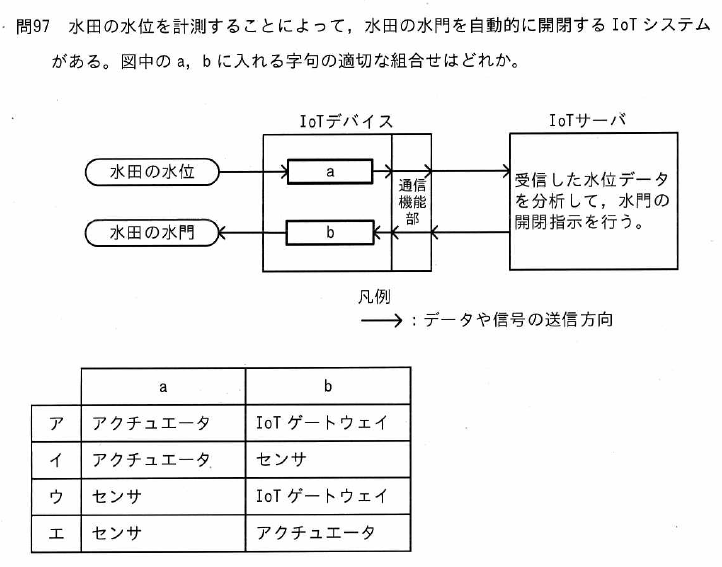 問97 水田の水位を計測することによって，水田の水門を自動的に開閉する IoT システム
がある。図中の a，b に入れる字句の適切な組合せはどれか。
IoTデバイス
IoTサーバ
水田の水位
a
通信
機能
部
受信した水位データ
を分析して，水門の
開閉指示を行う。
水田の水門
b
凡例
：データや信号の送信方向
a b
ア アクチュエータ IoT ゲートウェイ
イ アクチュエータ センサ
ウ センサ IoT ゲートウェイ
エ センサ アクチュエータ